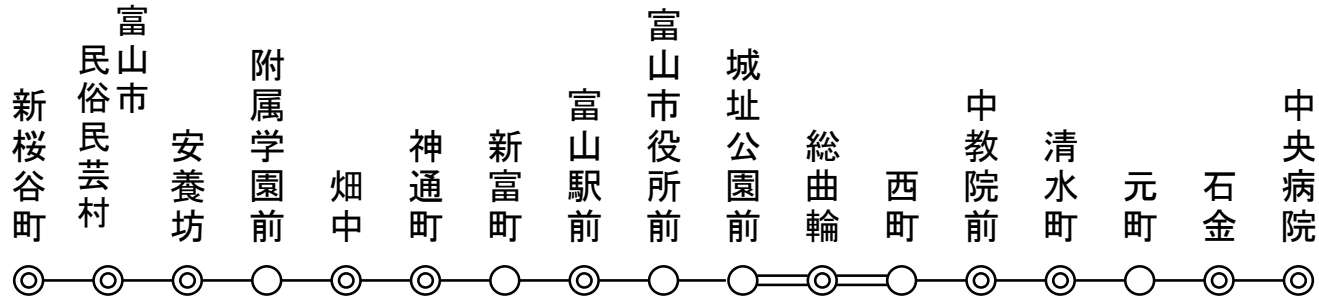 新桜谷町
富山市
民俗民芸村
安養坊
附属学園前
畑中
神通町
新富町
富山駅前
富山市役所前
城址公園前
総曲輪
西町
中教院前
清水町
元町
石金
中央病院